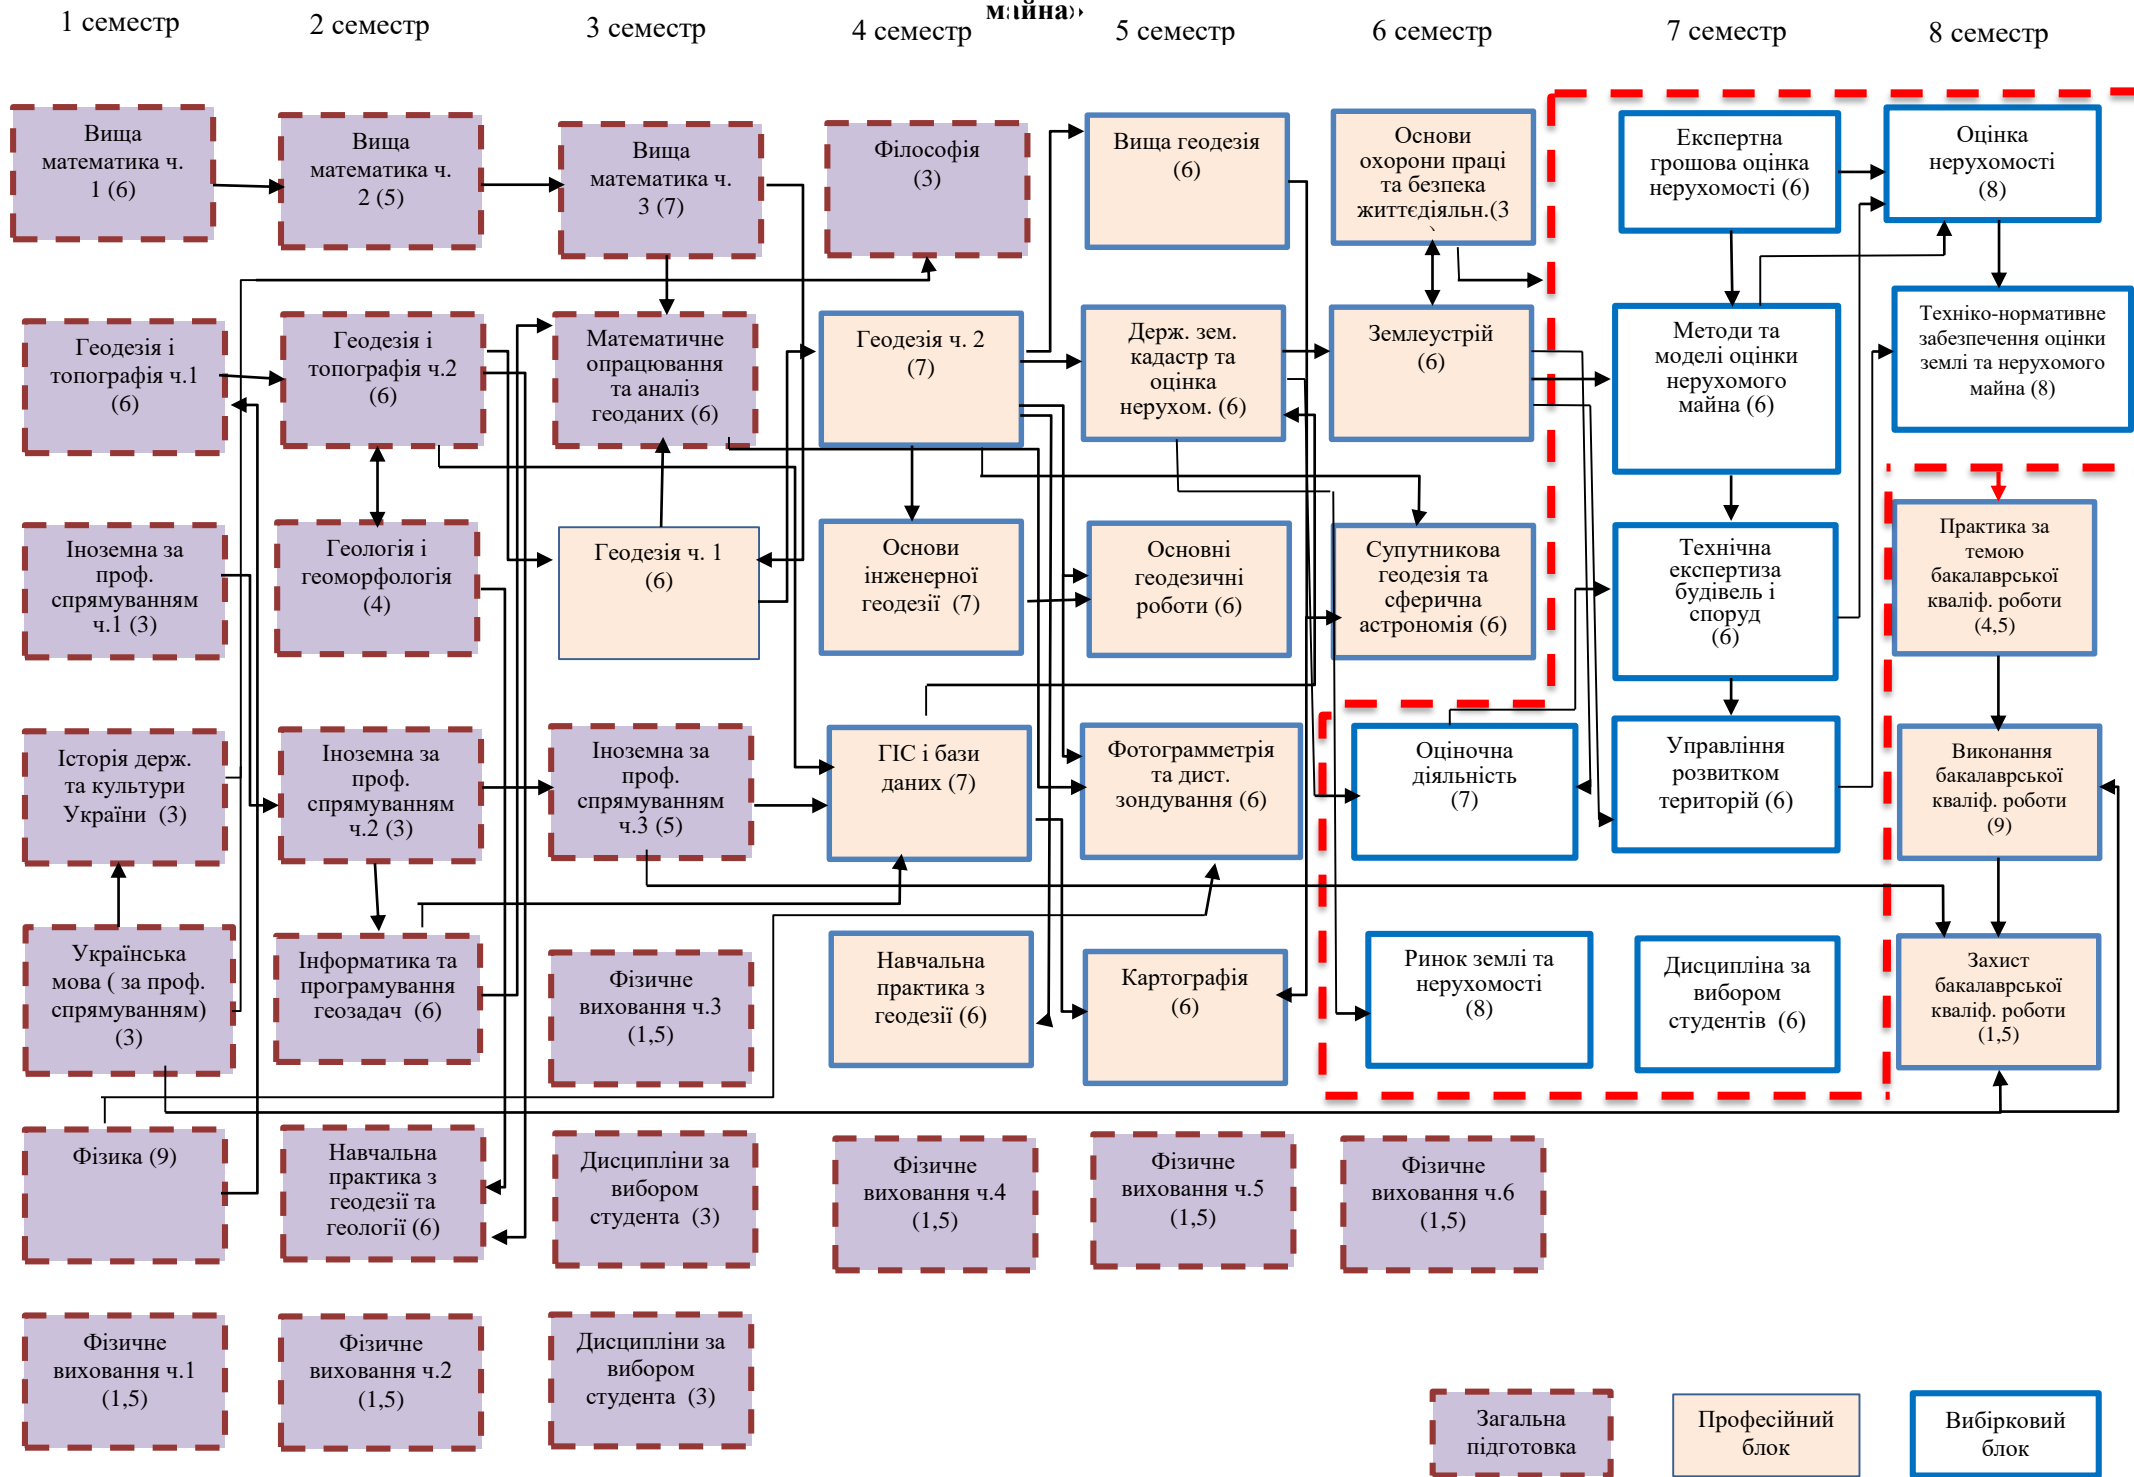 майна»
1 семестр
2 семестр
3 семестр
4 семестр
5 семестр
6 семестр
7 семестр
8 семестр
Вища
математика ч.
1 (6)
Вища
математика ч.
2 (5)
Вища
математика ч.
3 (7)
Філософія
(3)
Вища геодезія
(6)
Основи
охорони праці
та безпека
життєдіяльн.(3
)
Експертна
грошова оцінка
нерухомості (6)
Оцінка
нерухомості
(8)
Геодезія і
топографія ч.1
(6)
Геодезія і
топографія ч.2
(6)
Математичне
опрацювання
та аналіз
геоданих (6)
Геодезія ч. 2
(7)
Держ. зем.
кадастр та
оцінка
нерухом. (6)
Землеустрій
(6)
Методи та
моделі оцінки
нерухомого
майна (6)
Техніко-нормативне
забезпечення оцінки
землі та нерухомого
майна (8)
Іноземна за
проф.
спрямуванням
ч.1 (3)
Геологія і
геоморфологія
(4)
Геодезія ч. 1
(6)
Основи
інженерної
геодезії (7)
Основні
геодезичні
роботи (6)
Супутникова
геодезія та
сферична
астрономія (6)
Технічна
експертиза
будівель і
споруд
(6)
Практика за
темою
бакалаврської
кваліф. роботи
(4,5)
Історія держ.
та культури
України (3)
Іноземна за
проф.
спрямуванням
ч.2 (3)
Іноземна за
проф.
спрямуванням
ч.3 (5)
ГІС і бази
даних (7)
Фотограмметрія
та дист.
зондування (6)
Оціночна
діяльність
(7)
Управління
розвитком
територій (6)
Виконання
бакалаврської
кваліф. роботи
(9)
Українська
мова ( за проф.
спрямуванням)
(3)
Інформатика та
програмування
геозадач (6)
Фізичне
виховання ч.3
(1,5)
Навчальна
практика з
геодезії (6)
Картографія
(6)
Ринок землі та
нерухомості
(8)
Дисципліна за
вибором
студентів (6)
Захист
бакалаврської
кваліф. роботи
(1,5)
Фізика (9)
Навчальна
практика з
геодезії та
геології (6)
Дисципліни за
вибором
студента (3)
Фізичне
виховання ч.4
(1,5)
Фізичне
виховання ч.5
(1,5)
Фізичне
виховання ч.6
(1,5)
Фізичне
виховання ч.1
(1,5)
Фізичне
виховання ч.2
(1,5)
Дисципліни за
вибором
студента (3)
Загальна
підготовка
Професійний
блок
Вибірковий
блок